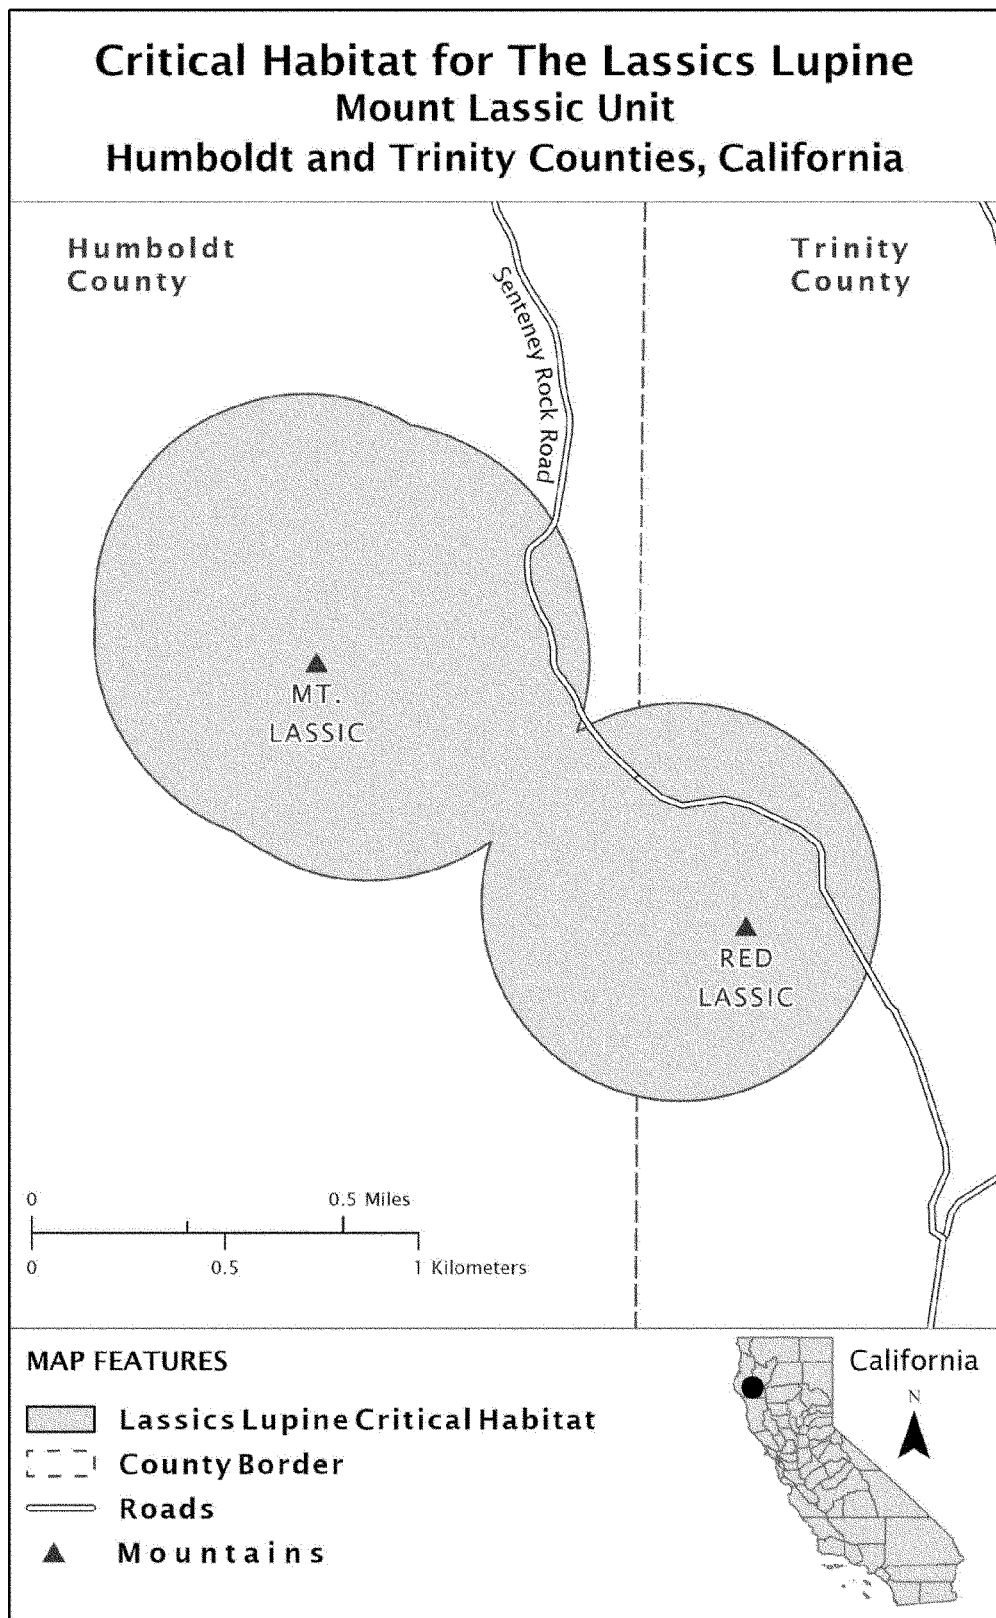 Critical Habitat for The Lassics Lupine
Mount Lassic Unit
Humboldt and Trinity Counties, California
Humboldt
County
Trinity
County
Senteney Rock Road
MT.
LASSIC
RED
LASSIC
0 0.5 Miles
0 0.5 1 Kilometers
MAP FEATURES
Lassics Lupine Critical Habitat
County Border
Roads
Mountains
California
N